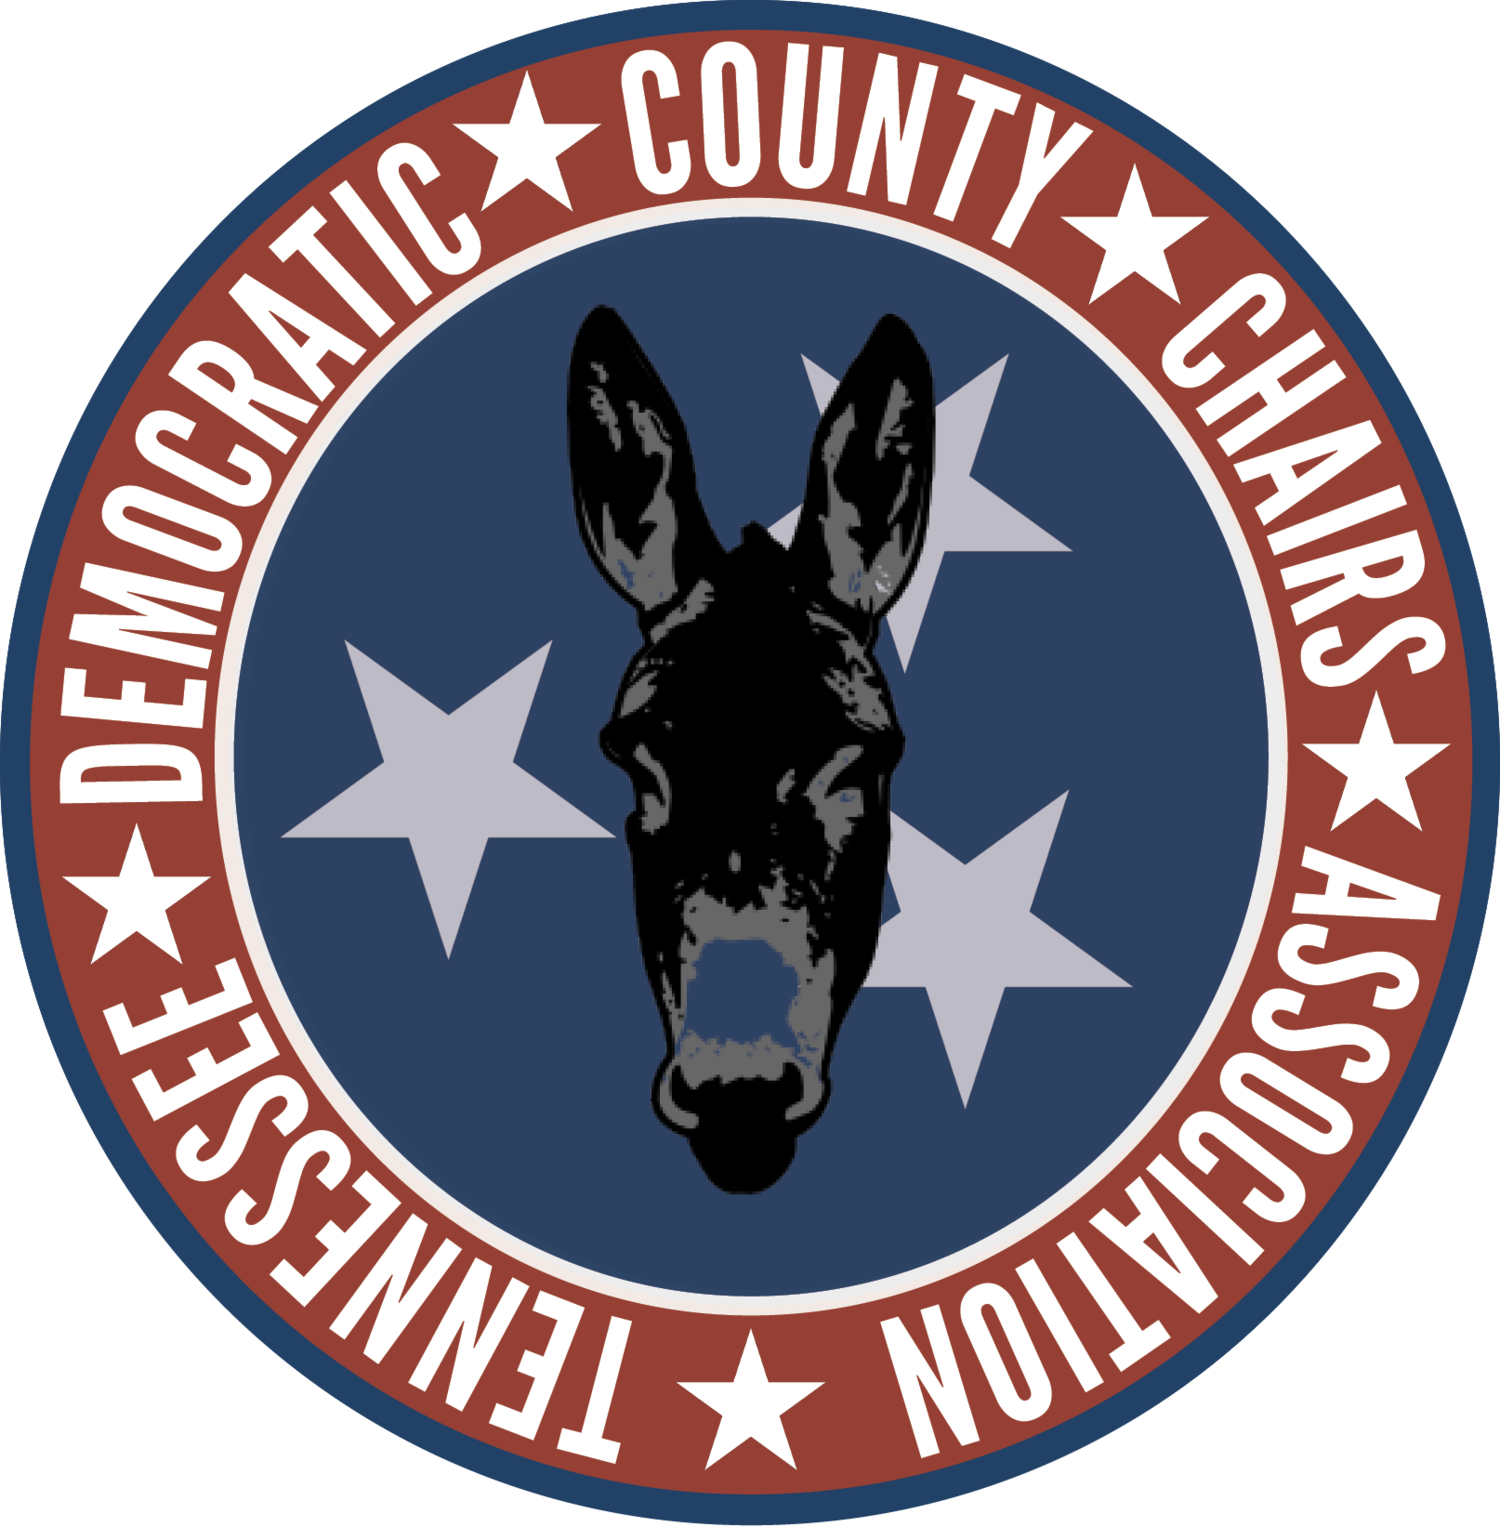 TENNESSEE ★ DEMOCRATIC ★ COUNTY ★ CHAIRS ★ ASSOCIATION ★